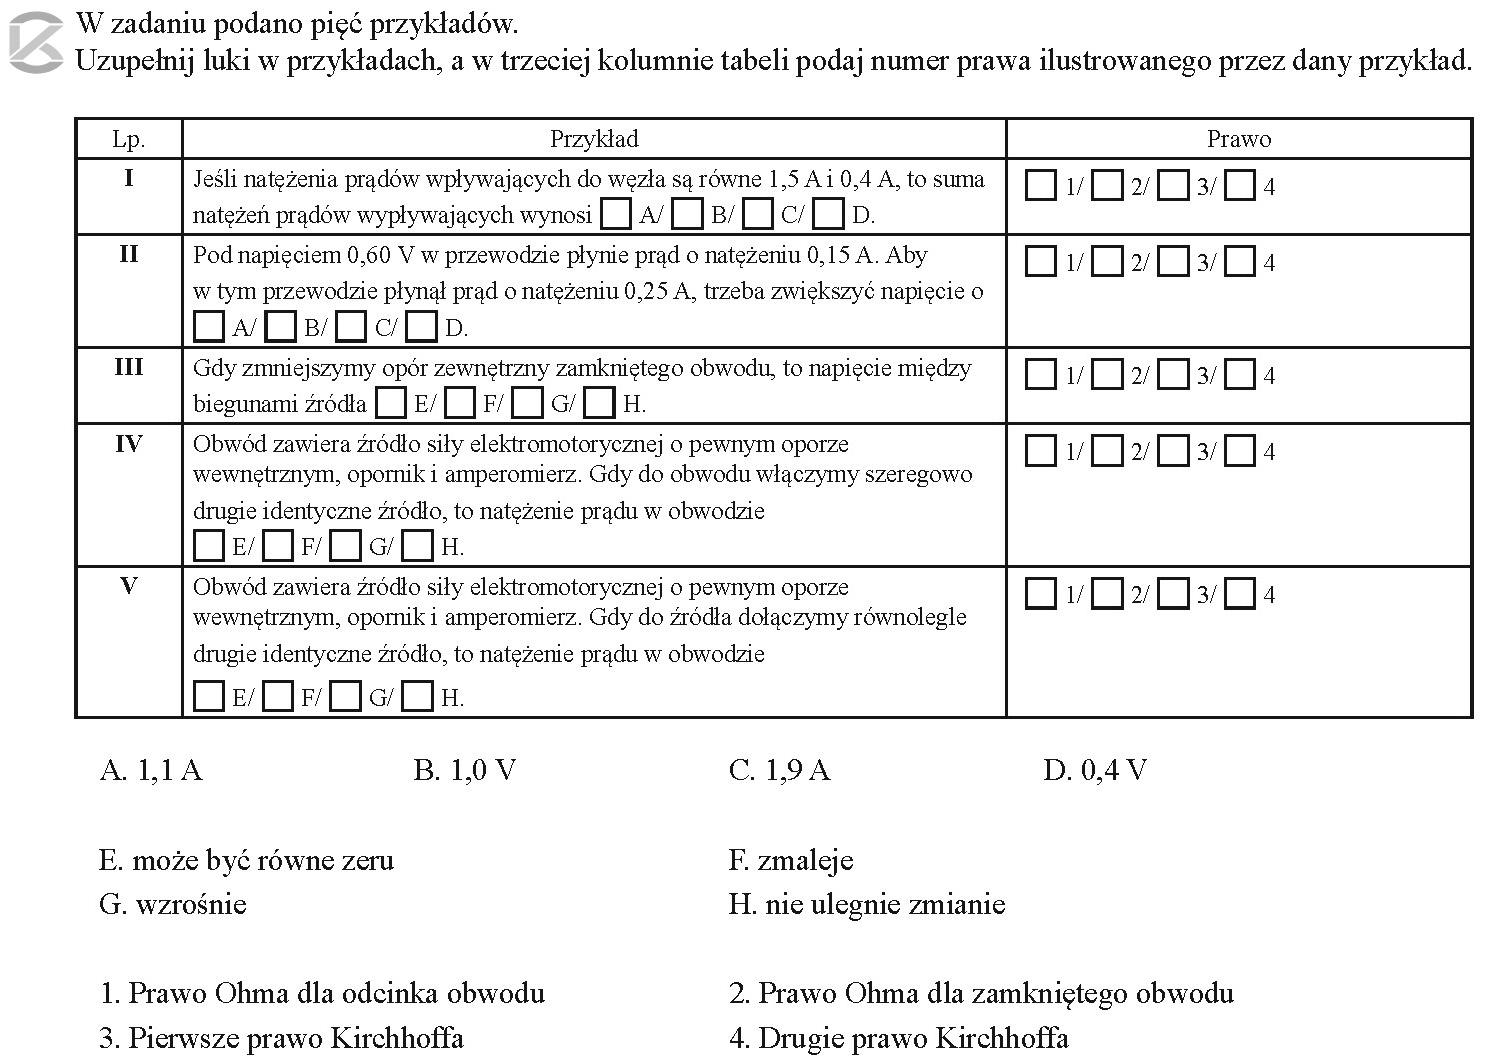 W zadaniu podano pięć przykładów.
Uzupełnij luki w przykładach, a w trzeciej kolumnie tabeli podaj numer prawa ilustrowanego przez dany przykład.
Lp. Przykład Prawo
I Jeśli natężenia prądów wpływających do węzła są równe 1,5 A i 0,4 A, to suma
natężeń prądów wypływających wynosi ☐ A/ ☐ B/ ☐ C/ ☐ D.
☐ 1/ ☐ 2/ ☐ 3/ ☐ 4
II Pod napięciem 0,60 V w przewodzie płynie prąd o natężeniu 0,15 A. Aby
w tym przewodzie płynął prąd o natężeniu 0,25 A, trzeba zwiększyć napięcie o
☐ A/ ☐ B/ ☐ C/ ☐ D.
☐ 1/ ☐ 2/ ☐ 3/ ☐ 4
III Gdy zmniejszymy opór zewnętrzny zamkniętego obwodu, to napięcie między
biegunami źródła ☐ E/ ☐ F/ ☐ G/ ☐ H.
☐ 1/ ☐ 2/ ☐ 3/ ☐ 4
IV Obwód zawiera źródło siły elektromotorycznej o pewnym oporze
wewnętrznym, opornik i amperomierz. Gdy do obwodu włączymy szeregowo
drugie identyczne źródło, to natężenie prądu w obwodzie
☐ E/ ☐ F/ ☐ G/ ☐ H.
☐ 1/ ☐ 2/ ☐ 3/ ☐ 4
V Obwód zawiera źródło siły elektromotorycznej o pewnym oporze
wewnętrznym, opornik i amperomierz. Gdy do źródła dołączymy równolegle
drugie identyczne źródło, to natężenie prądu w obwodzie
☐ E/ ☐ F/ ☐ G/ ☐ H.
☐ 1/ ☐ 2/ ☐ 3/ ☐ 4
A. 1,1 A B. 1,0 V C. 1,9 A D. 0,4 V
E. może być równe zeru F. zmaleje
G. wzrośnie H. nie ulegnie zmianie
1. Prawo Ohma dla odcinka obwodu 2. Prawo Ohma dla zamkniętego obwodu
3. Pierwsze prawo Kirchhoffa 4. Drugie prawo Kirchhoffa